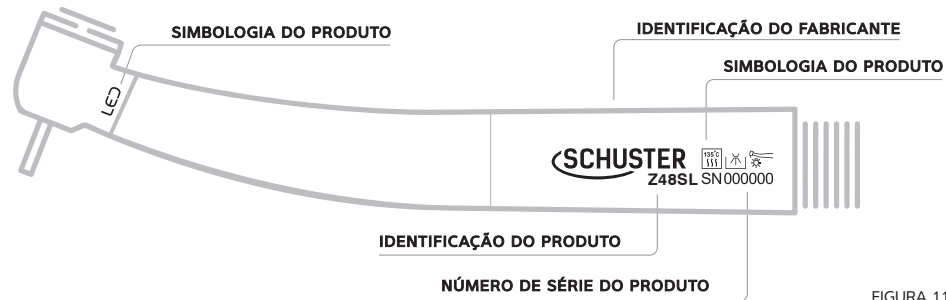 SIMBOLOGIA DO PRODUTO
IDENTIFICAÇÃO DO FABRICANTE
SIMBOLOGIA DO PRODUTO
LED
SCHUSTER
135°C
Z48SL SN000000
IDENTIFICAÇÃO DO PRODUTO
NÚMERO DE SÉRIE DO PRODUTO
FIGURA 11